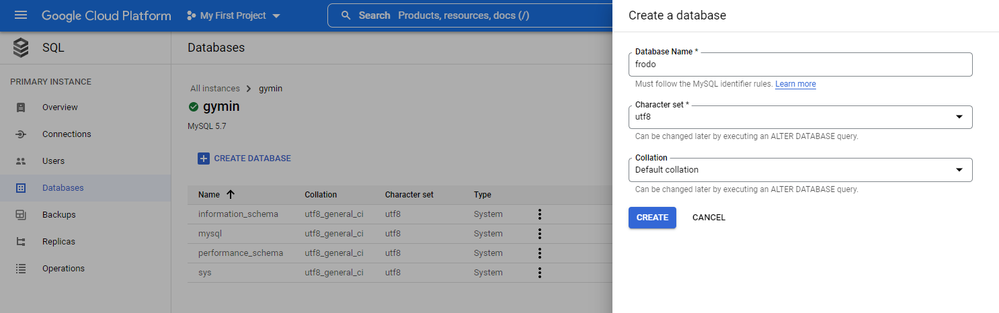 Google Cloud Platform
My First Project
Search Products, resources, docs (/)
SQL
PRIMARY INSTANCE
Overview
Connections
Users
Databases
Backups
Replicas
Operations
Databases
All instances > gymin
gymin
MySQL 5.7
CREATE DATABASE
Name Collation Character set Type
information_schema utf8_general_ci utf8 System
mysql utf8_general_ci utf8 System
performance_schema utf8_general_ci utf8 System
sys utf8_general_ci utf8 System
Create a database
Database Name *
frodo
Must follow the MySQL identifier rules. Learn more
Character set *
utf8
Can be changed later by executing an ALTER DATABASE query.
Collation
Default collation
Can be changed later by executing an ALTER DATABASE query.
CREATE CANCEL